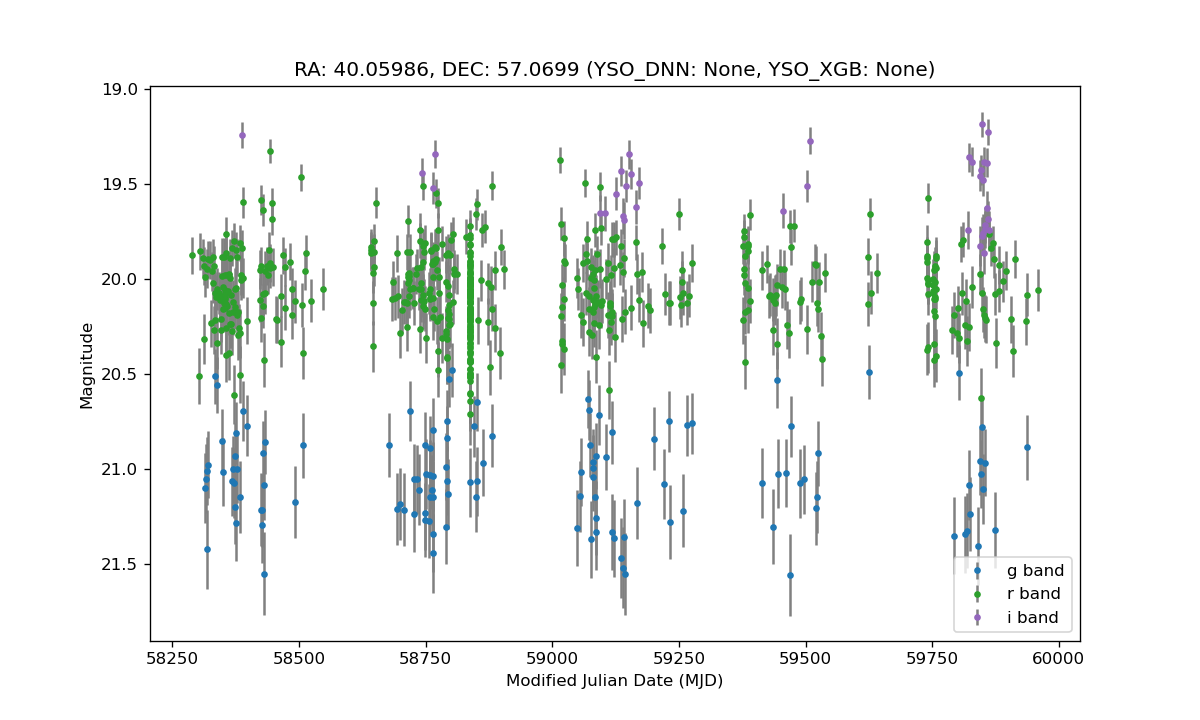 RA: 40.05986, DEC: 57.0699 (YSO_DNN: None, YSO_XGB: None)
19.0
19.5
20.0
20.5
21.0
21.5
Magnitude
g band
r band
i band
58250
58500
58750
59000
59250
59500
59750
60000
Modified Julian Date (MJD)